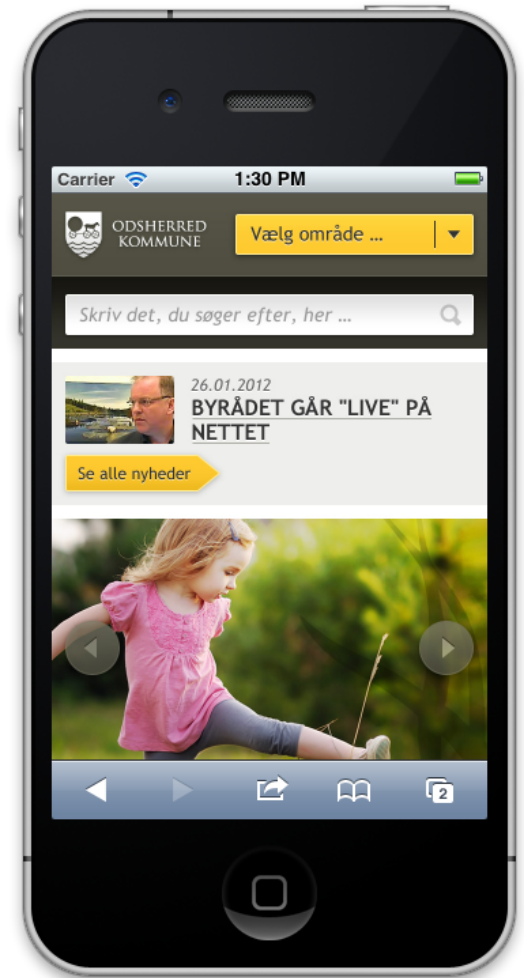 Carrier 1:30 PM
ODSHERRED
KOMMUNE
Vælg område ...
Skriv det, du søger efter, her ...
26.01.2012
BYRÅDET GÅR "LIVE" PÅ
NETTET
Se alle nyheder
2